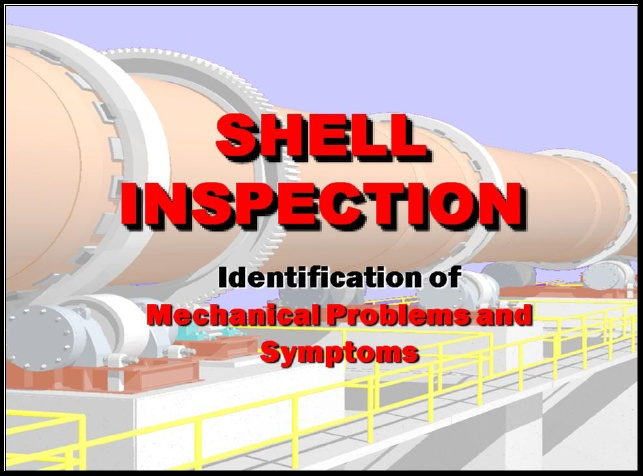 SHELL
INSPECTION
Identification of
Mechanical Problems and
Symptoms